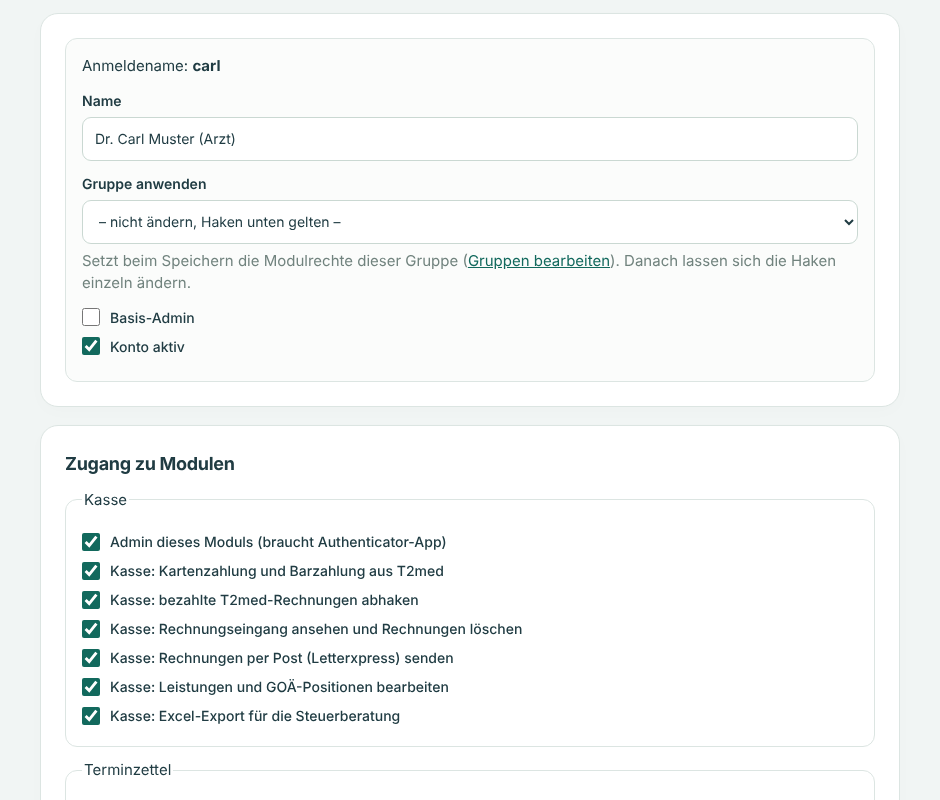 Anmeldename: carl
Name
Dr. Carl Muster (Arzt)
Gruppe anwenden
– nicht ändern, Haken unten gelten –
Setzt beim Speichern die Modulrechte dieser Gruppe (Gruppen bearbeiten). Danach lassen sich die Haken
einzeln ändern.
Basis-Admin
Konto aktiv
Zugang zu Modulen
Kasse
Admin dieses Moduls (braucht Authenticator-App)
Kasse: Kartenzahlung und Barzahlung aus T2med
Kasse: bezahlte T2med-Rechnungen abhaken
Kasse: Rechnungseingang ansehen und Rechnungen löschen
Kasse: Rechnungen per Post (Letterxpress) senden
Kasse: Leistungen und GOÄ-Positionen bearbeiten
Kasse: Excel-Export für die Steuerberatung
Terminzettel